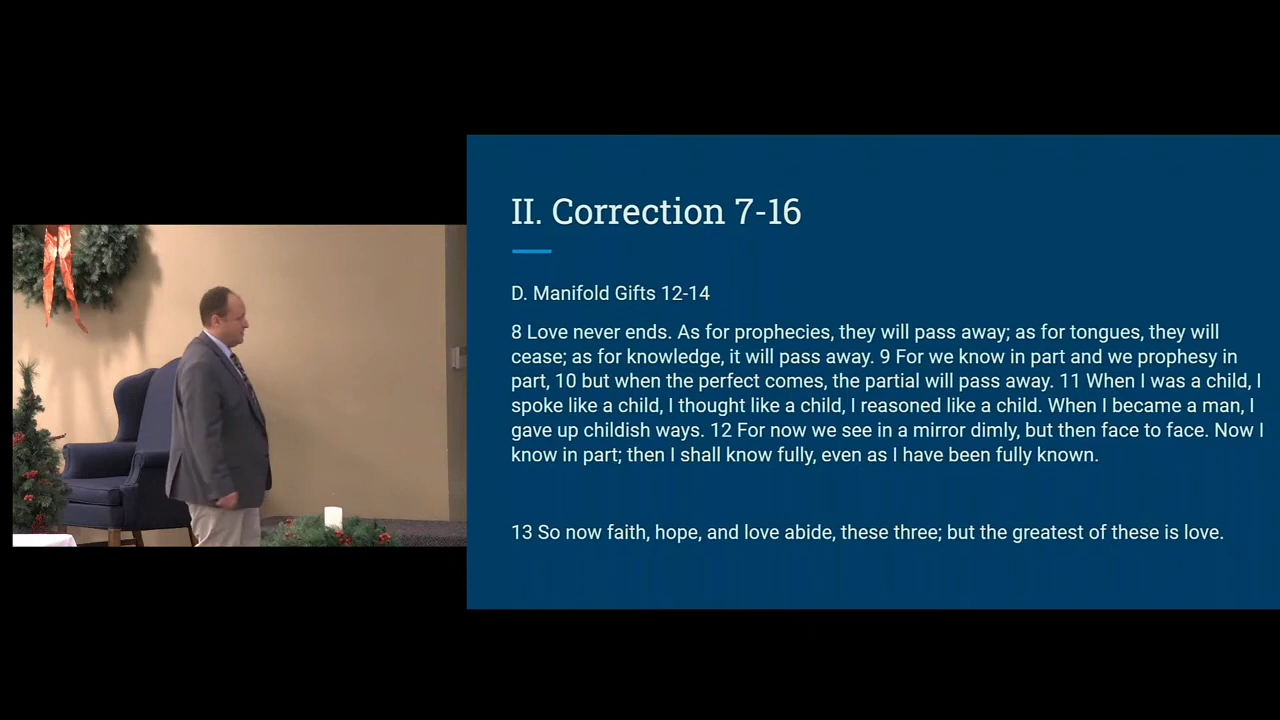 II. Correction 7-16
D. Manifold Gifts 12-14
8 Love never ends. As for prophecies, they will pass away; as for tongues, they will
cease; as for knowledge, it will pass away. 9 For we know in part and we prophesy in
part, 10 but when the perfect comes, the partial will pass away. 11 When I was a child, I
spoke like a child, I thought like a child, I reasoned like a child. When I became a man, I
gave up childish ways. 12 For now we see in a mirror dimly, but then face to face. Now I
know in part; then I shall know fully, even as I have been fully known.
13 So now faith, hope, and love abide, these three; but the greatest of these is love.